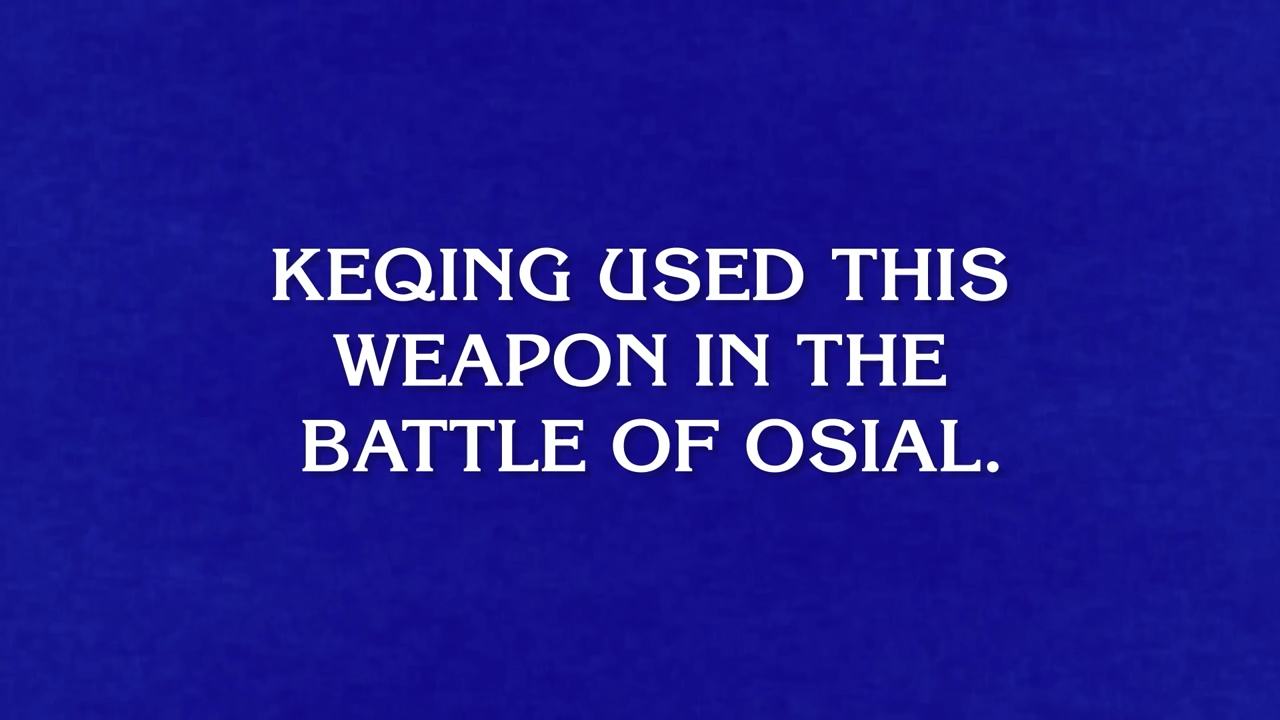 KEQING USED THIS
WEAPON IN THE
BATTLE OF OSIAL.